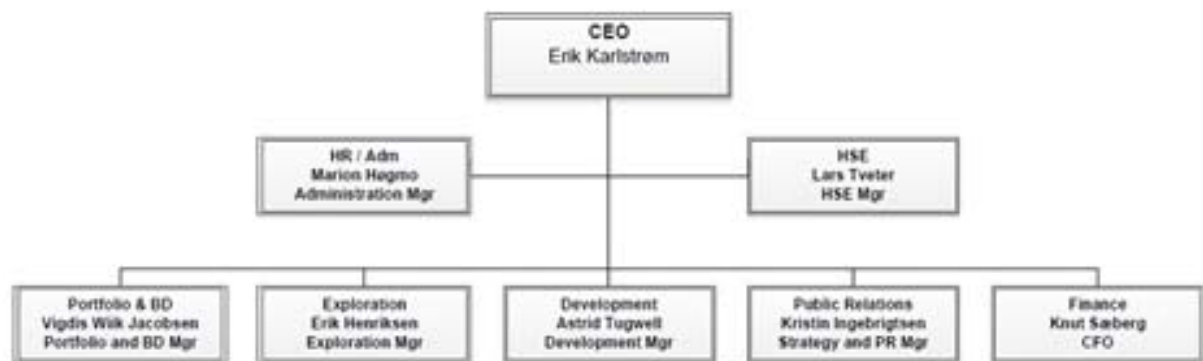 CEO
Erik Karlstrøm
HR / Adm
Marion Høgmo
Administration Mgr
HSE
Lars Tveter
HSE Mgr
Portfolio & BD
Vigdis Wiik Jacobsen
Portfolio and BD Mgr
Exploration
Erik Henriksen
Exploration Mgr
Development
Astrid Tugwell
Development Mgr
Public Relations
Kristin Ingebrigtsen
Strategy and PR Mgr
Finance
Knut Sæberg
CFO